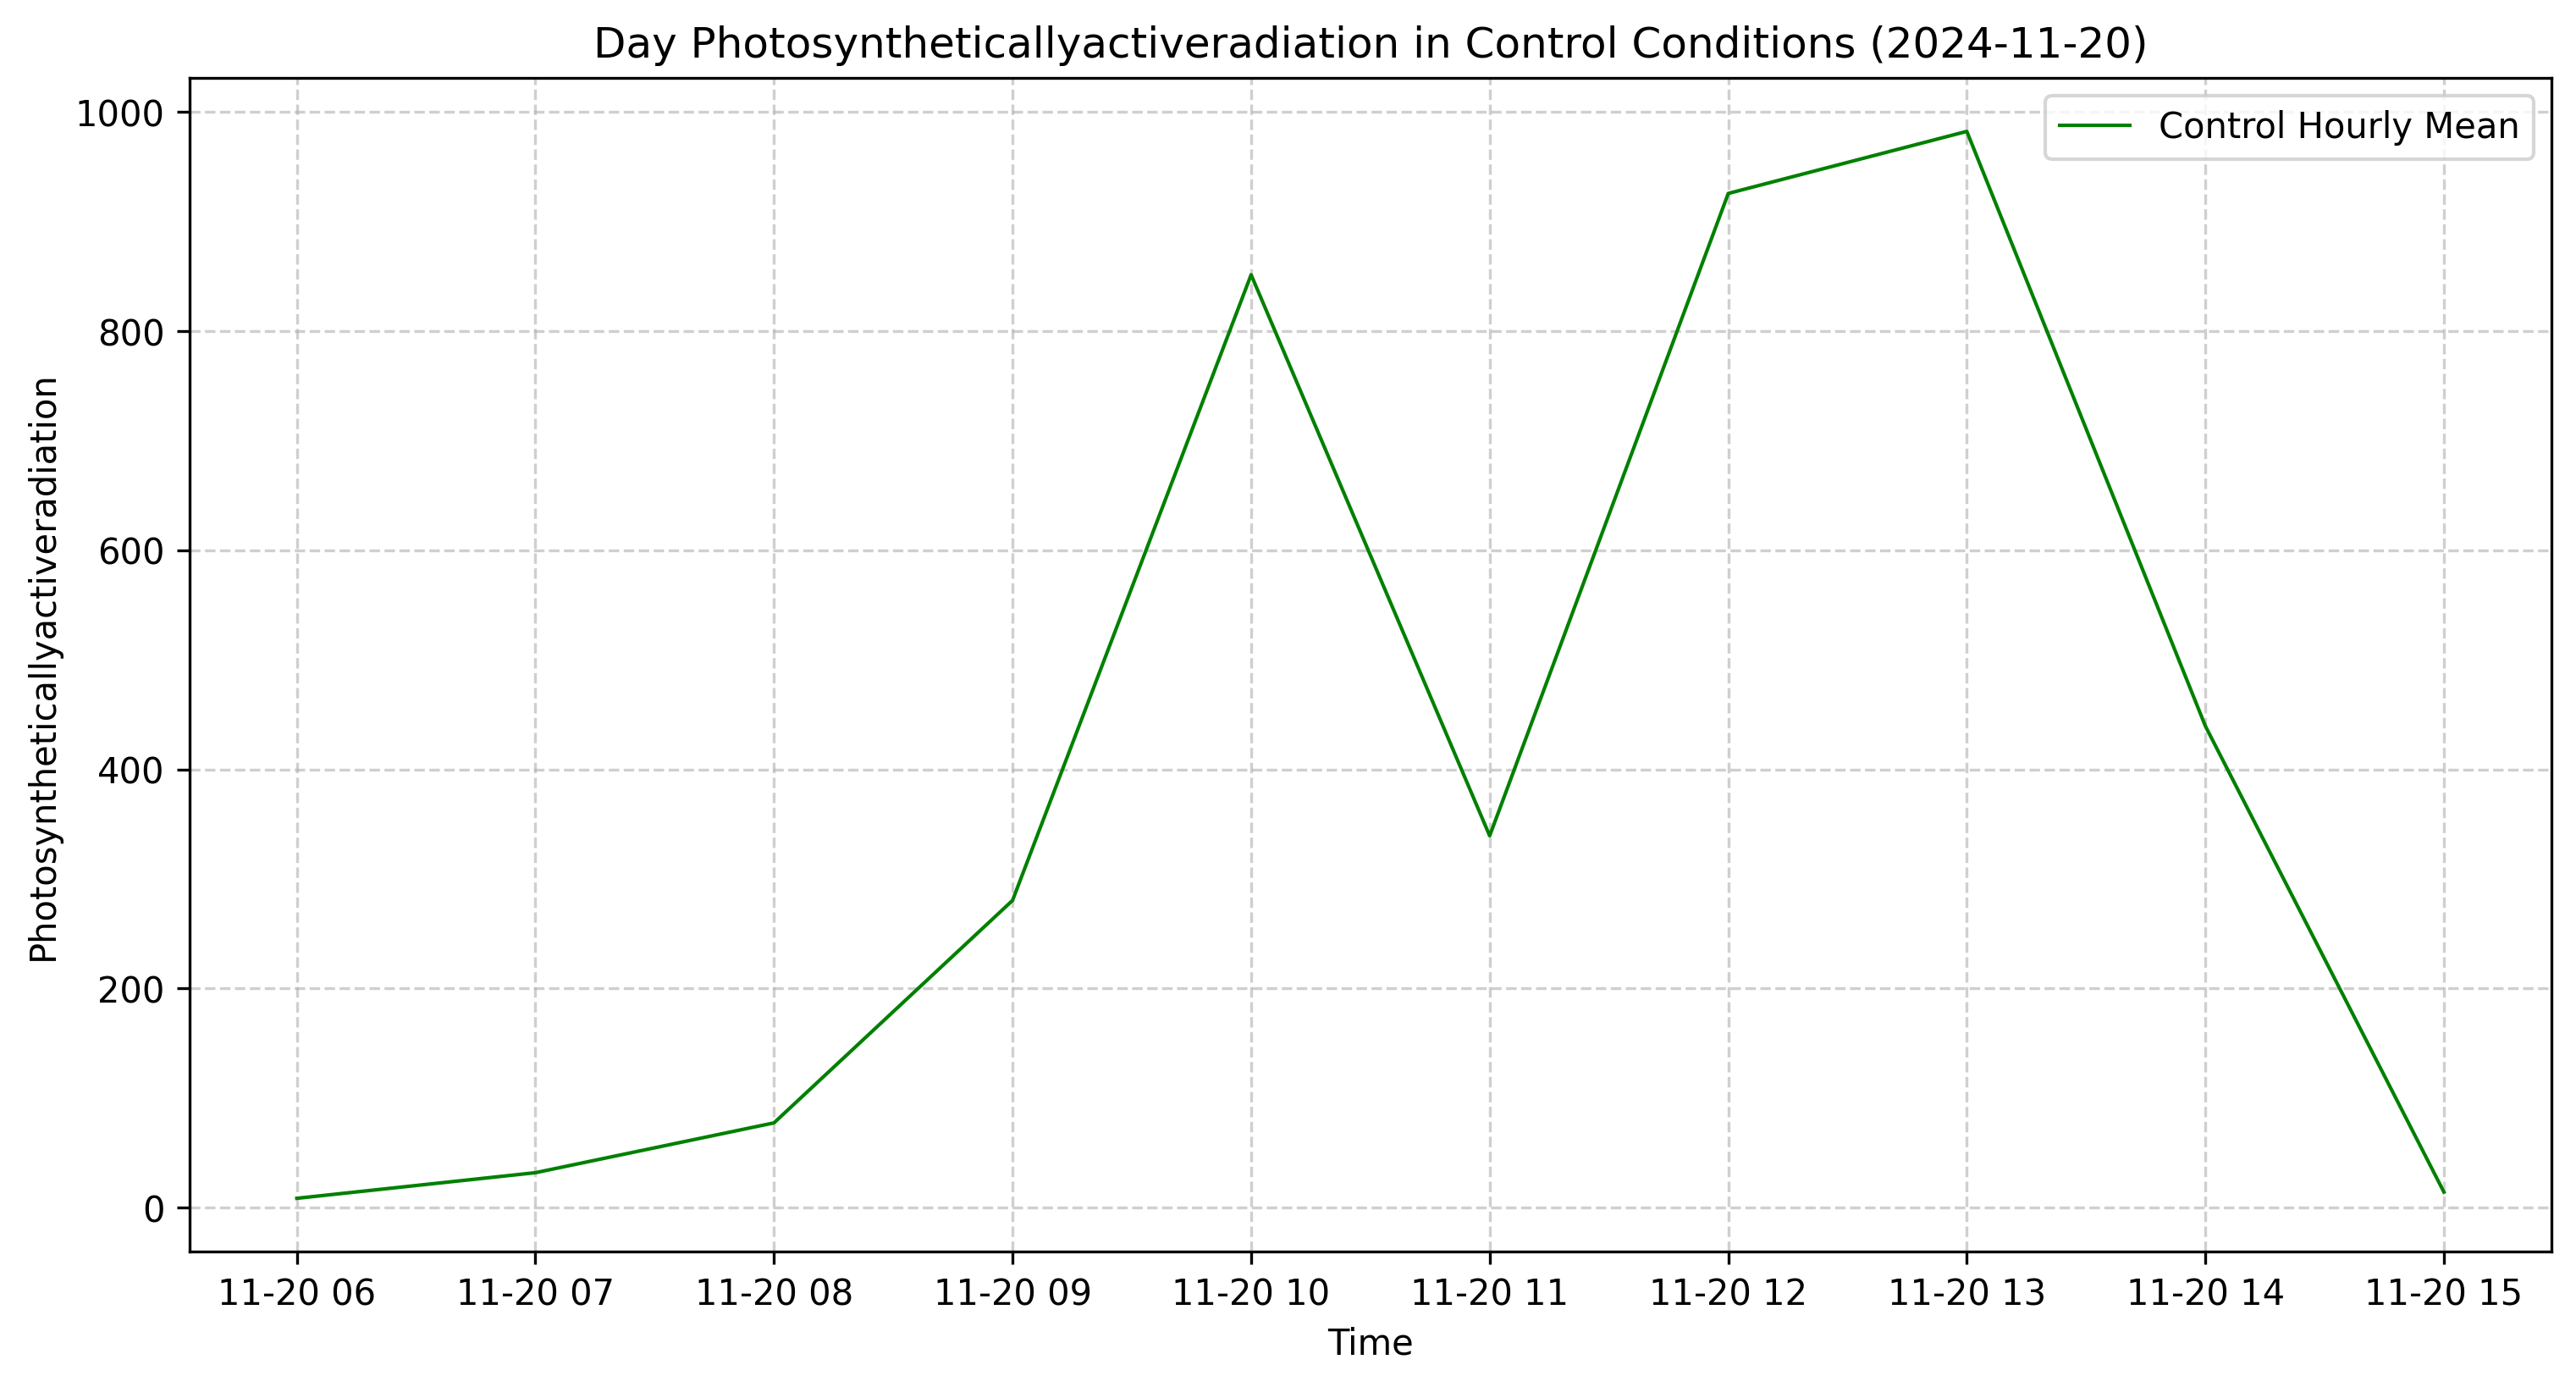 Day Photosyntheticallyactiveradiation in Control Conditions (2024-11-20)
Control Hourly Mean
Photosyntheticallyactiveradiation
1000
800
600
400
200
0
11-20 06 11-20 07 11-20 08 11-20 09 11-20 10 11-20 11 11-20 12 11-20 13 11-20 14 11-20 15
Time